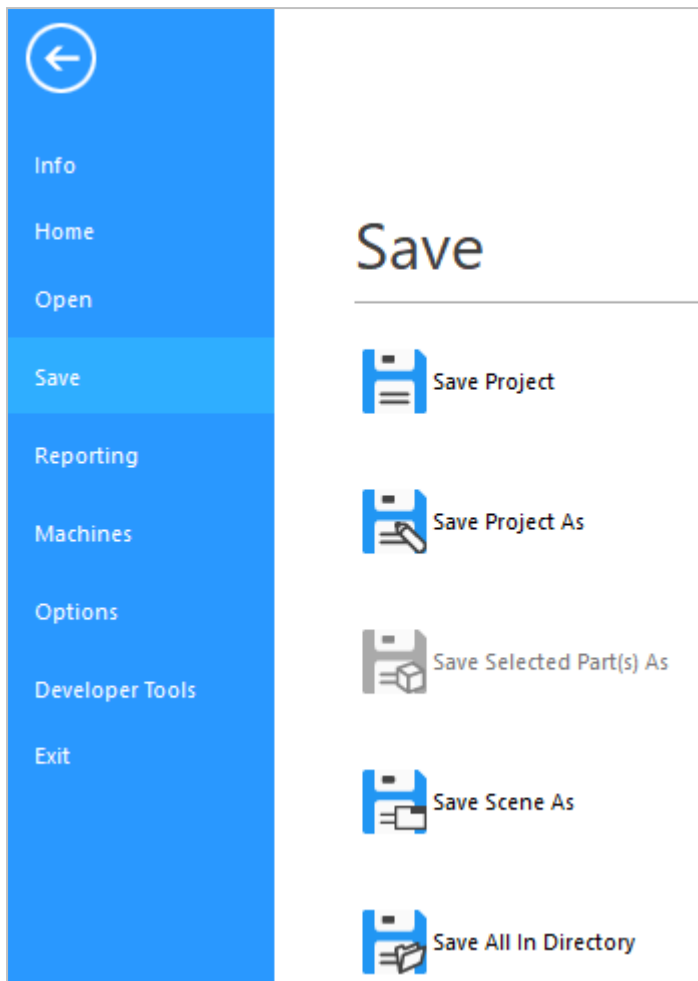 Info
Home
Open
Save
Reporting
Machines
Options
Developer Tools
Exit
Save
Save Project
Save Project As
Save Selected Part(s) As
Save Scene As
Save All In Directory